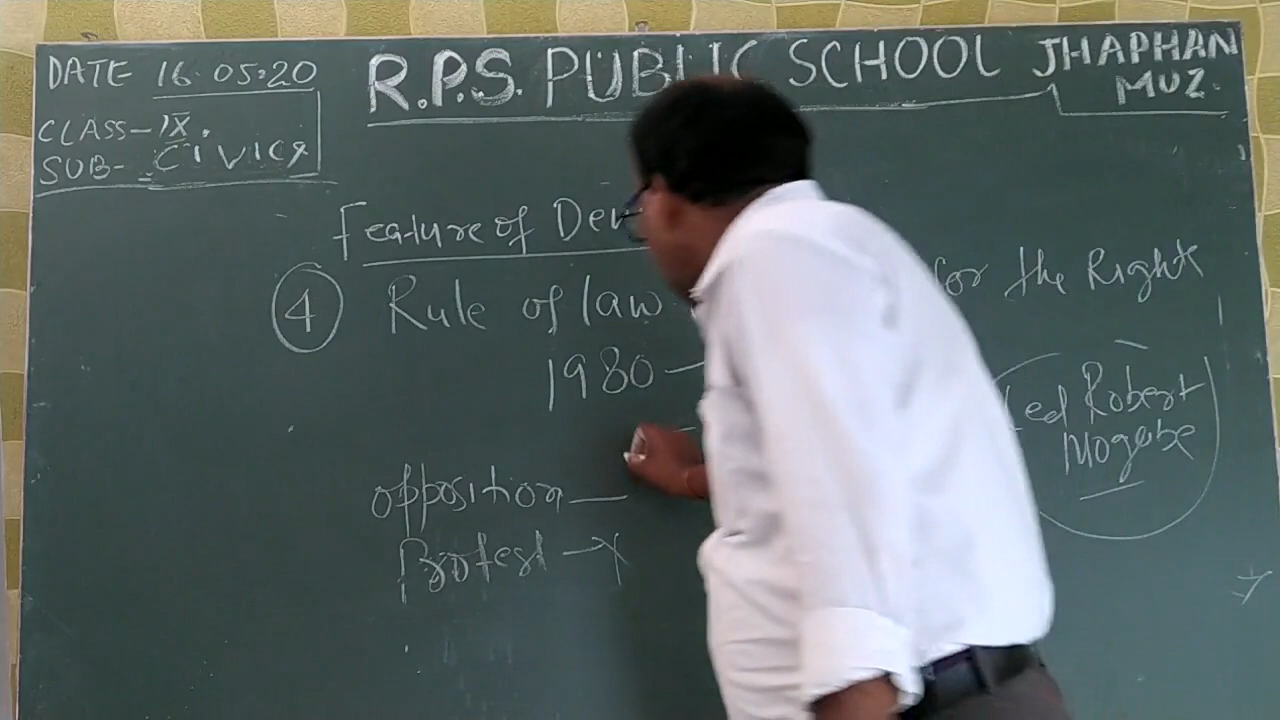 DATE 16.05.20
R.P.S. PUBLIC SCHOOL JHAPHAN
MUZ.
CLASS-IX.
SUB- CIVICS
Feature of
④ Rule of law for the Right
1980 —
Led Robert
Mogabe
opposition —
Protest —x